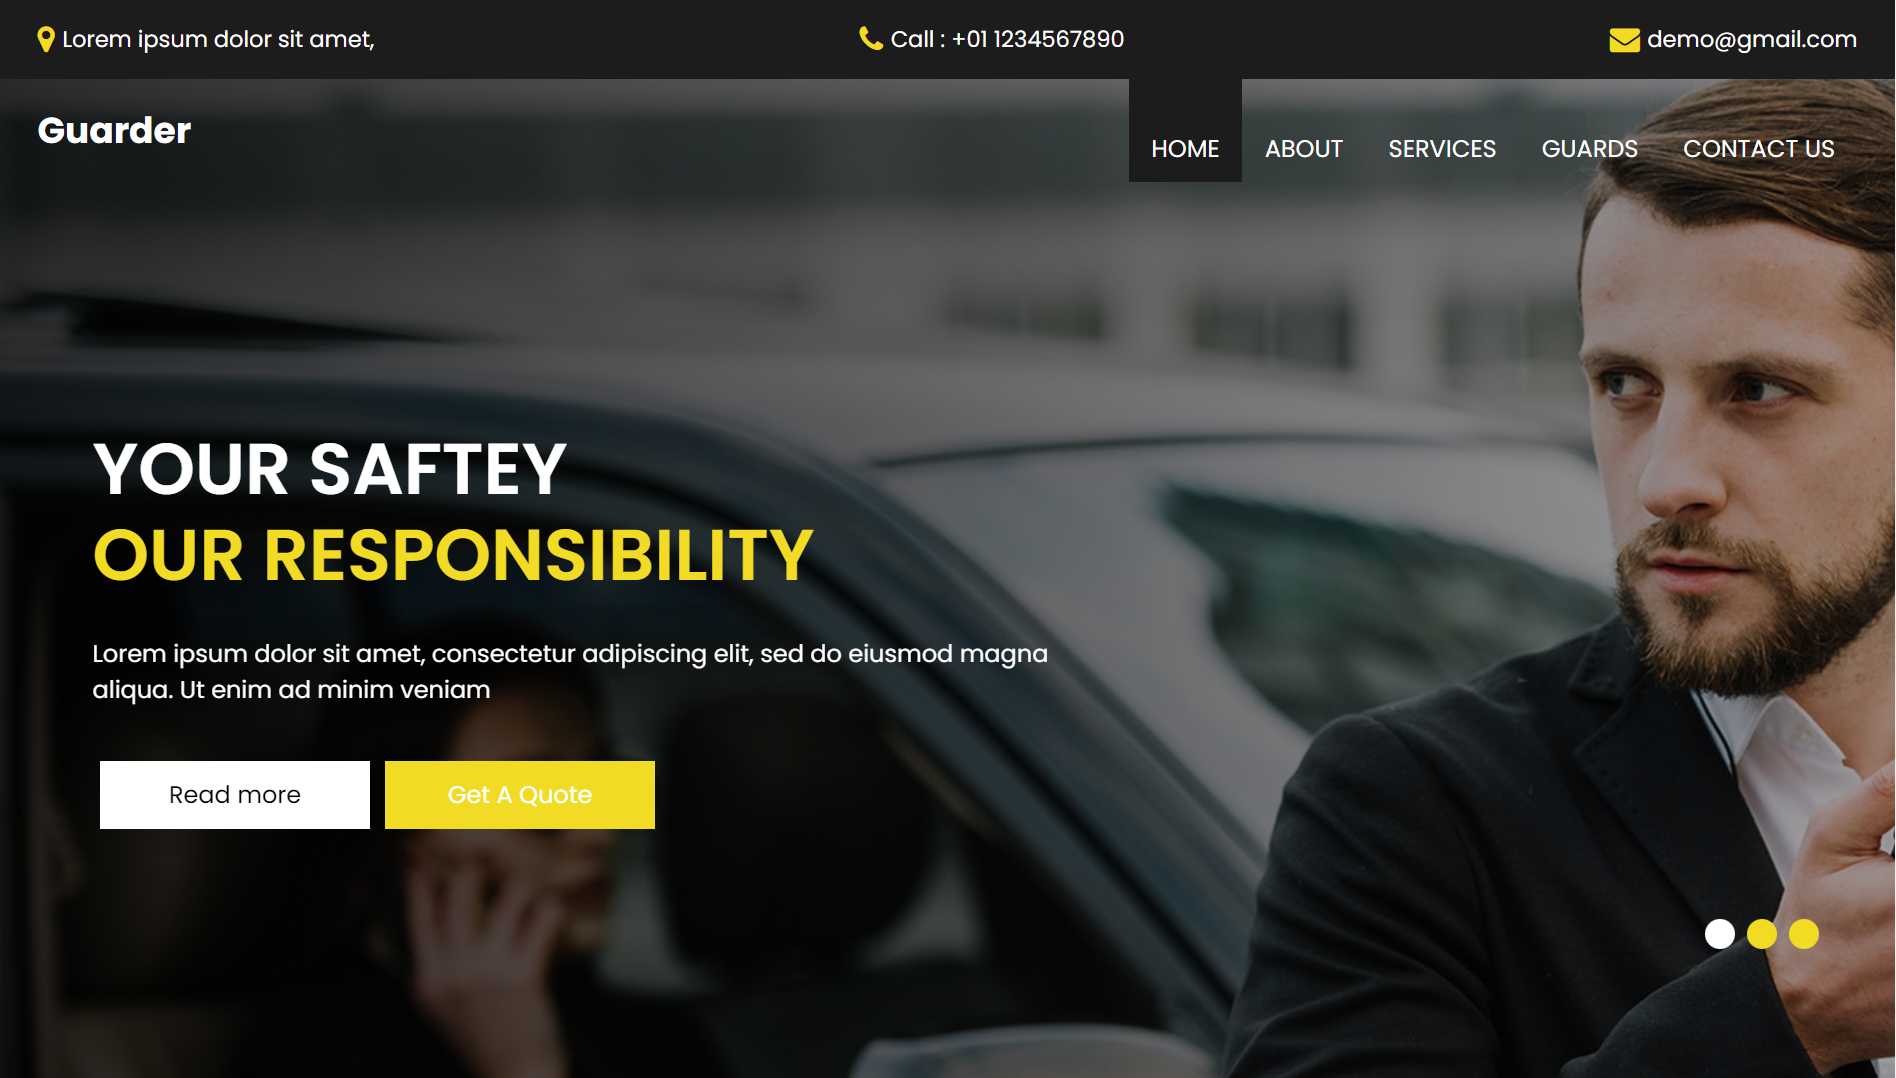 Lorem ipsum dolor sit amet,
Call : +01 1234567890
demo@gmail.com
Guarder
HOME ABOUT SERVICES GUARDS CONTACT US
YOUR SAFTEY
OUR RESPONSIBILITY
Lorem ipsum dolor sit amet, consectetur adipiscing elit, sed do eiusmod magna
aliqua. Ut enim ad minim veniam
Read more
Get A Quote